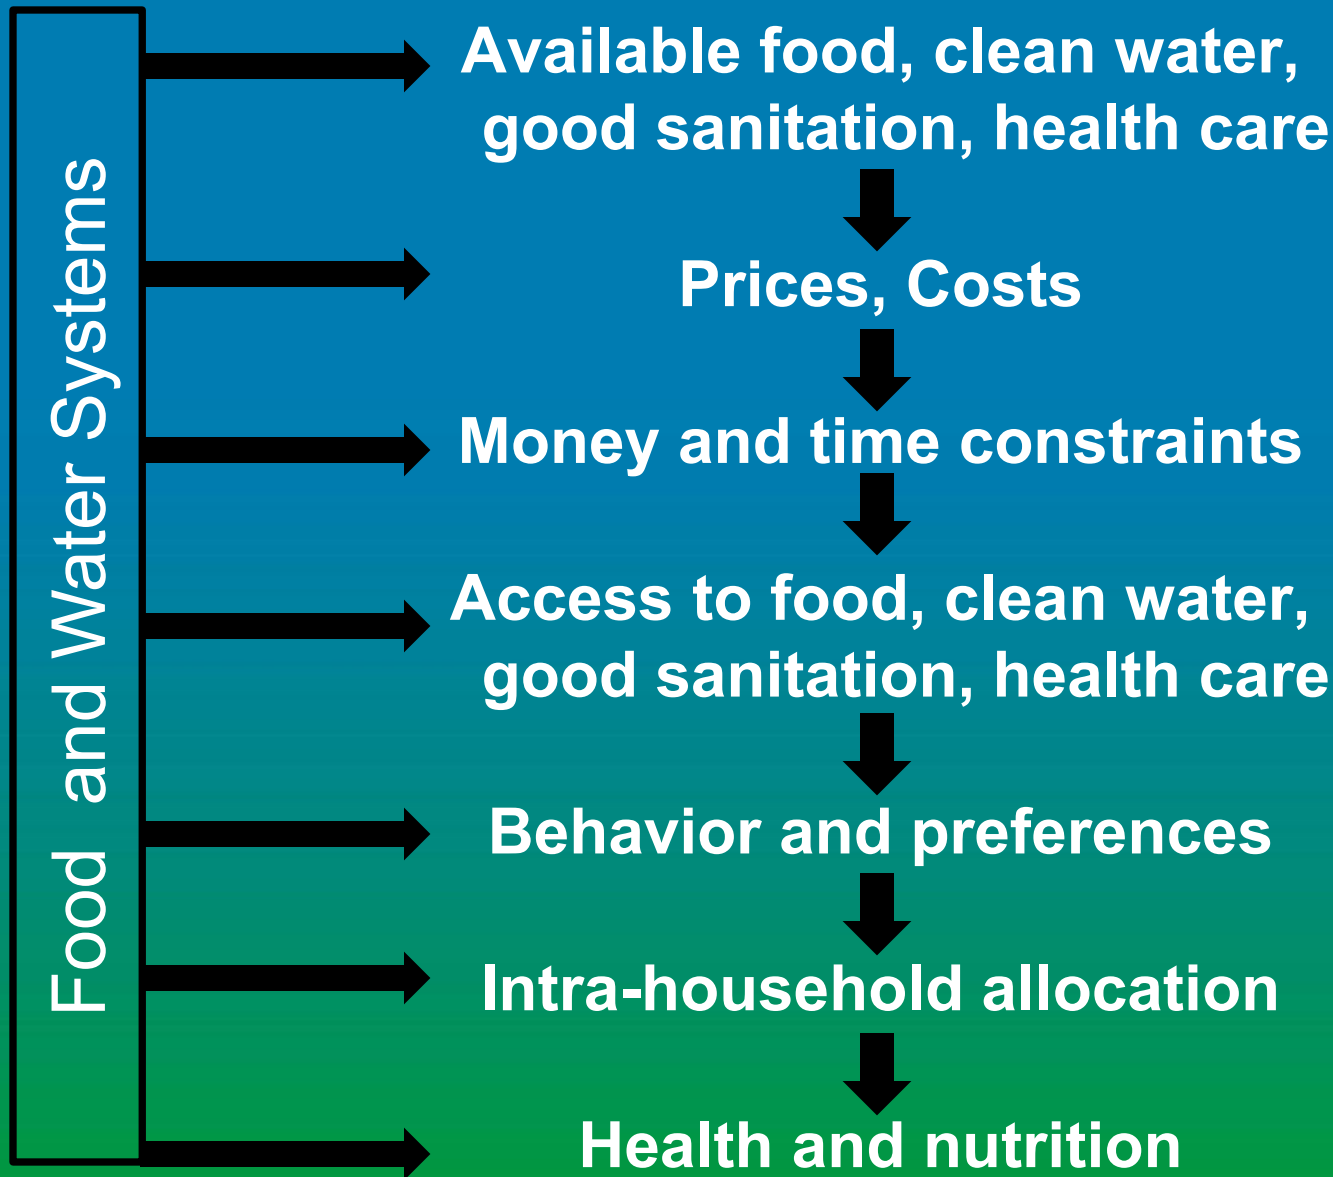 Food and Water Systems
Available food, clean water,
good sanitation, health care
Prices, Costs
Money and time constraints
Access to food, clean water,
good sanitation, health care
Behavior and preferences
Intra-household allocation
Health and nutrition